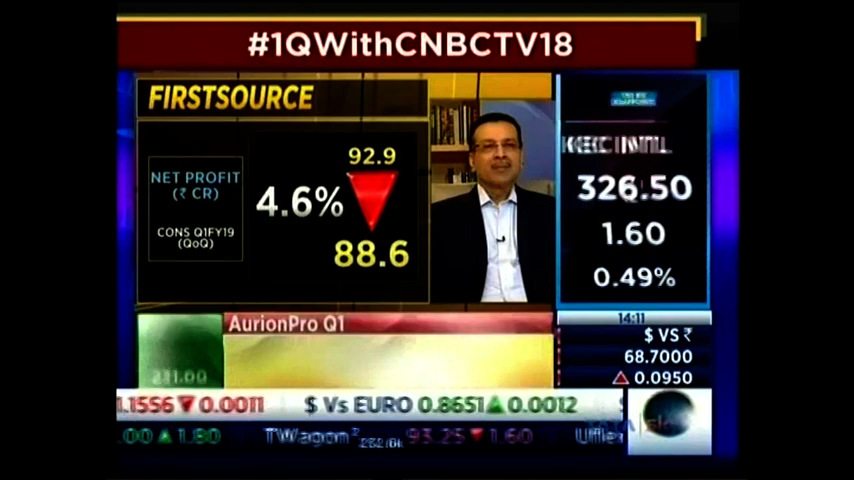 #1QWithCNBCTV18
FIRSTSOURCE
NET PROFIT
(₹ CR)
CONS Q1FY19
(QoQ)
4.6%
92.9
88.6
KEC INTL
326.50
1.60
0.49%
AurionPro Q1
14:11
$ VS ₹
68.7000
0.0950
.1556 ▼ 0.0011 $ Vs EURO 0.8651 ▲ 0.0012
.00 ▲ 1.80 TWagon 93.25 ▼ 1.60
TATA sky